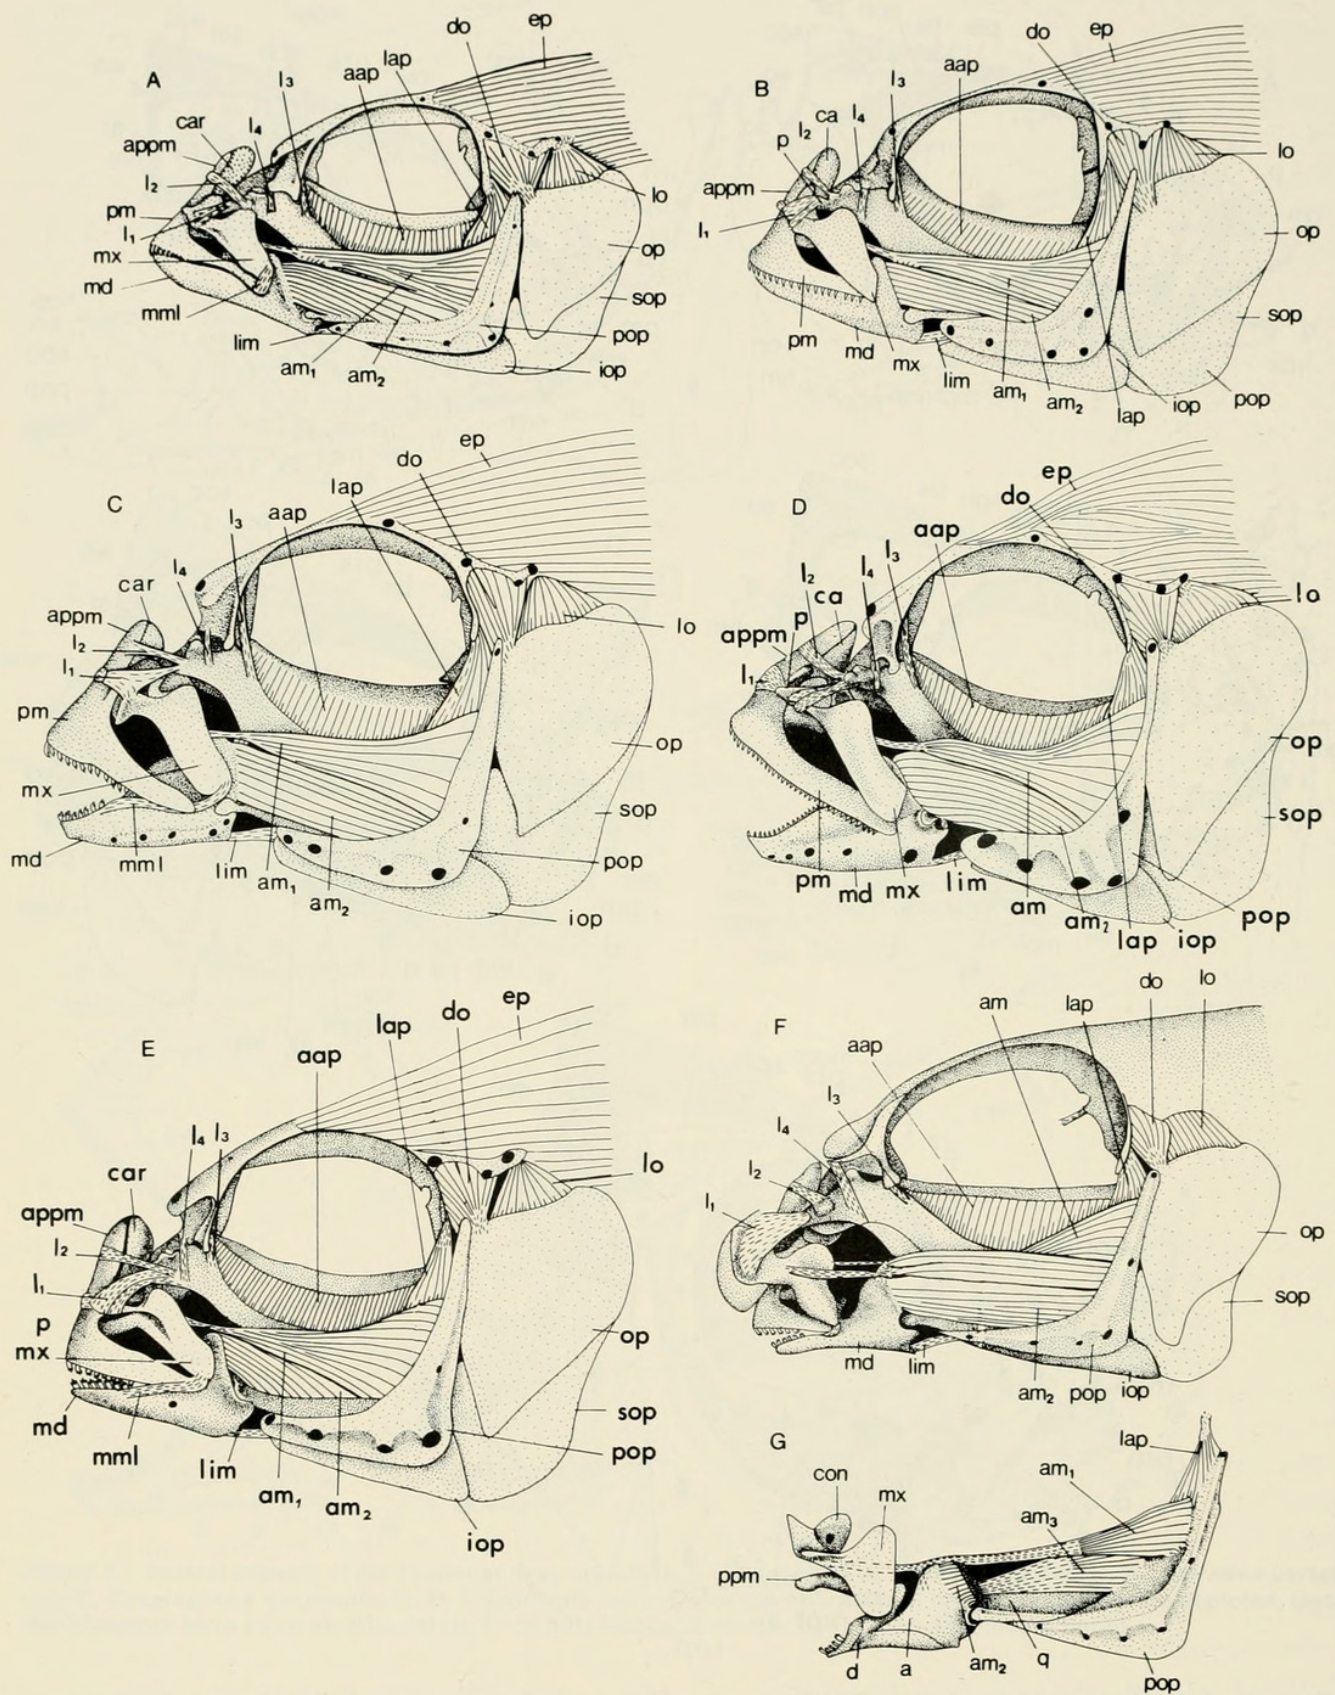 A
do
ep
lap
aap
l3
l4
car
appm
l2
pm
l1
mx
md
mml
lim
am1
am2
lo
op
sop
pop
iop
B
do
ep
aap
l3
l4
ca
l2
p
appm
l1
lo
op
sop
pm
md
mx
lim
am1
am2
lap
iop
pop
C
ep
do
lap
aap
l3
l4
car
appm
l2
l1
pm
mx
md
mml
lim
am1
am2
lo
op
sop
pop
iop
D
ep
do
aap
l3
l4
l2
ca
p
appm
l1
lo
op
sop
pm
md
mx
lim
am
am2
lap
iop
pop
E
ep
do
lap
aap
l4
l3
car
appm
l2
l1
p
mx
md
mml
lim
am1
am2
lo
op
sop
pop
iop
F
do
lo
am
lap
aap
l3
l4
l2
l1
op
sop
md
lim
am2
pop
iop
G
lap
con
mx
am1
am3
ppm
d
a
am2
q
pop